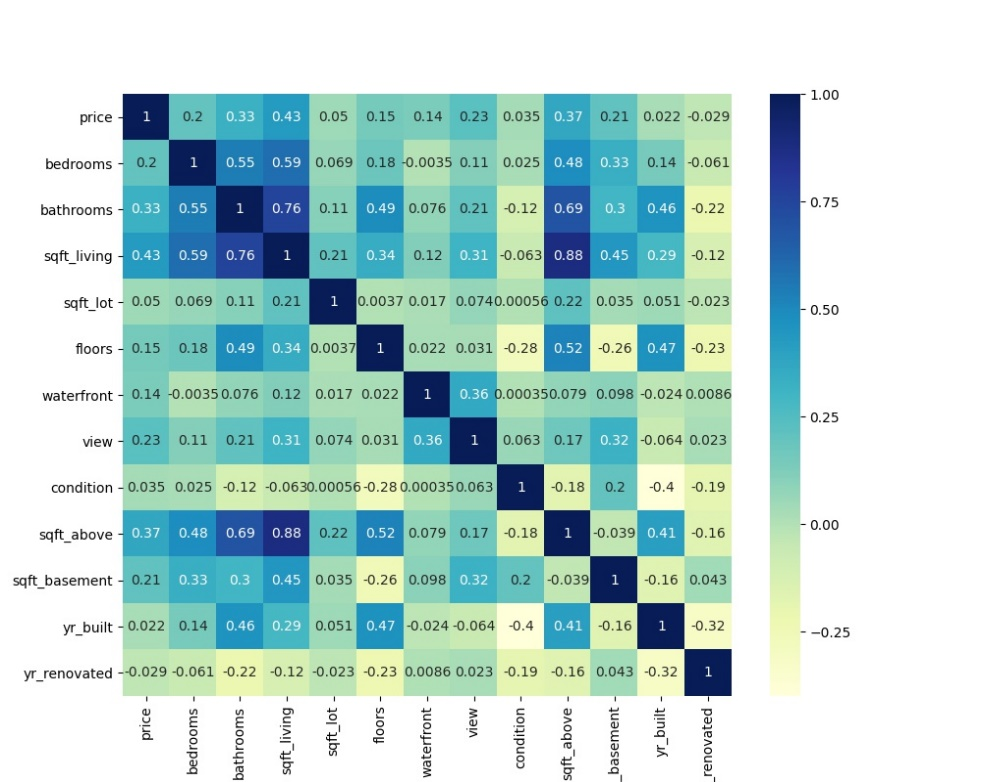 price 1 0.2 0.33 0.43 0.05 0.15 0.14 0.23 0.035 0.37 0.21 0.022 -0.029
bedrooms 0.2 1 0.55 0.59 0.069 0.18 -0.0035 0.11 0.025 0.48 0.33 0.14 -0.061
bathrooms 0.33 0.55 1 0.76 0.11 0.49 0.076 0.21 -0.12 0.69 0.3 0.46 -0.22
sqft_living 0.43 0.59 0.76 1 0.21 0.34 0.12 0.31 -0.063 0.88 0.45 0.29 -0.12
sqft_lot 0.05 0.069 0.11 0.21 1 0.0037 0.017 0.074 0.00056 0.22 0.035 0.051 -0.023
floors 0.15 0.18 0.49 0.34 0.0037 1 0.022 0.031 -0.28 0.52 -0.26 0.47 -0.23
waterfront 0.14 -0.0035 0.076 0.12 0.017 0.022 1 0.36 0.00035 0.079 0.098 -0.024 0.0086
view 0.23 0.11 0.21 0.31 0.074 0.031 0.36 1 0.063 0.17 0.32 -0.064 0.023
condition 0.035 0.025 -0.12 -0.063 0.00056 -0.28 0.00035 0.063 1 -0.18 0.2 -0.4 -0.19
sqft_above 0.37 0.48 0.69 0.88 0.22 0.52 0.079 0.17 -0.18 1 -0.039 0.41 -0.16
sqft_basement 0.21 0.33 0.3 0.45 0.035 -0.26 0.098 0.32 0.2 -0.039 1 -0.16 0.043
yr_built 0.022 0.14 0.46 0.29 0.051 0.47 -0.024 -0.064 -0.4 0.41 -0.16 1 -0.32
yr_renovated -0.029 -0.061 -0.22 -0.12 -0.023 -0.23 0.0086 0.023 -0.19 -0.16 0.043 -0.32 1
price
bedrooms
bathrooms
sqft_living
sqft_lot
floors
waterfront
view
condition
sqft_above
_basement
yr_built
_renovated
1.00
0.75
0.50
0.25
0.00
−0.25